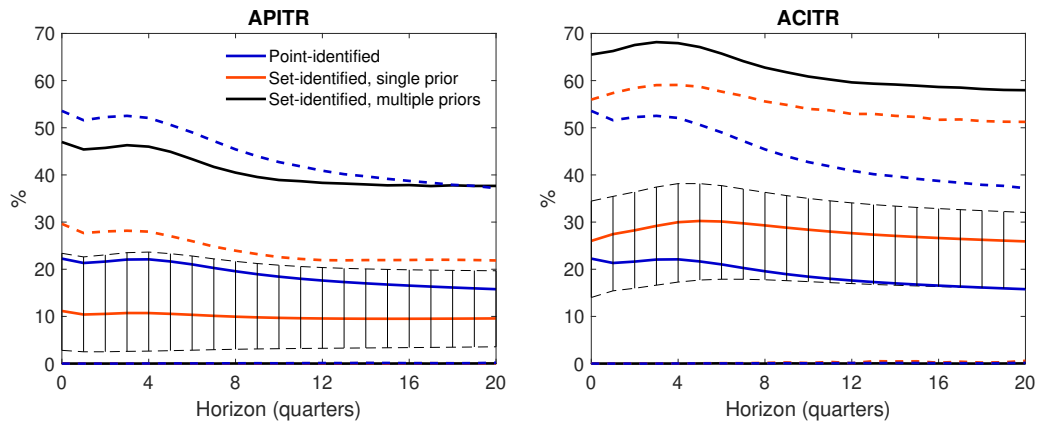 APITR
70
60
50
40
30
20
10
0
%
Point-identified
Set-identified, single prior
Set-identified, multiple priors
0 4 8 12 16 20
Horizon (quarters)
ACITR
70
60
50
40
30
20
10
0
%
0 4 8 12 16 20
Horizon (quarters)